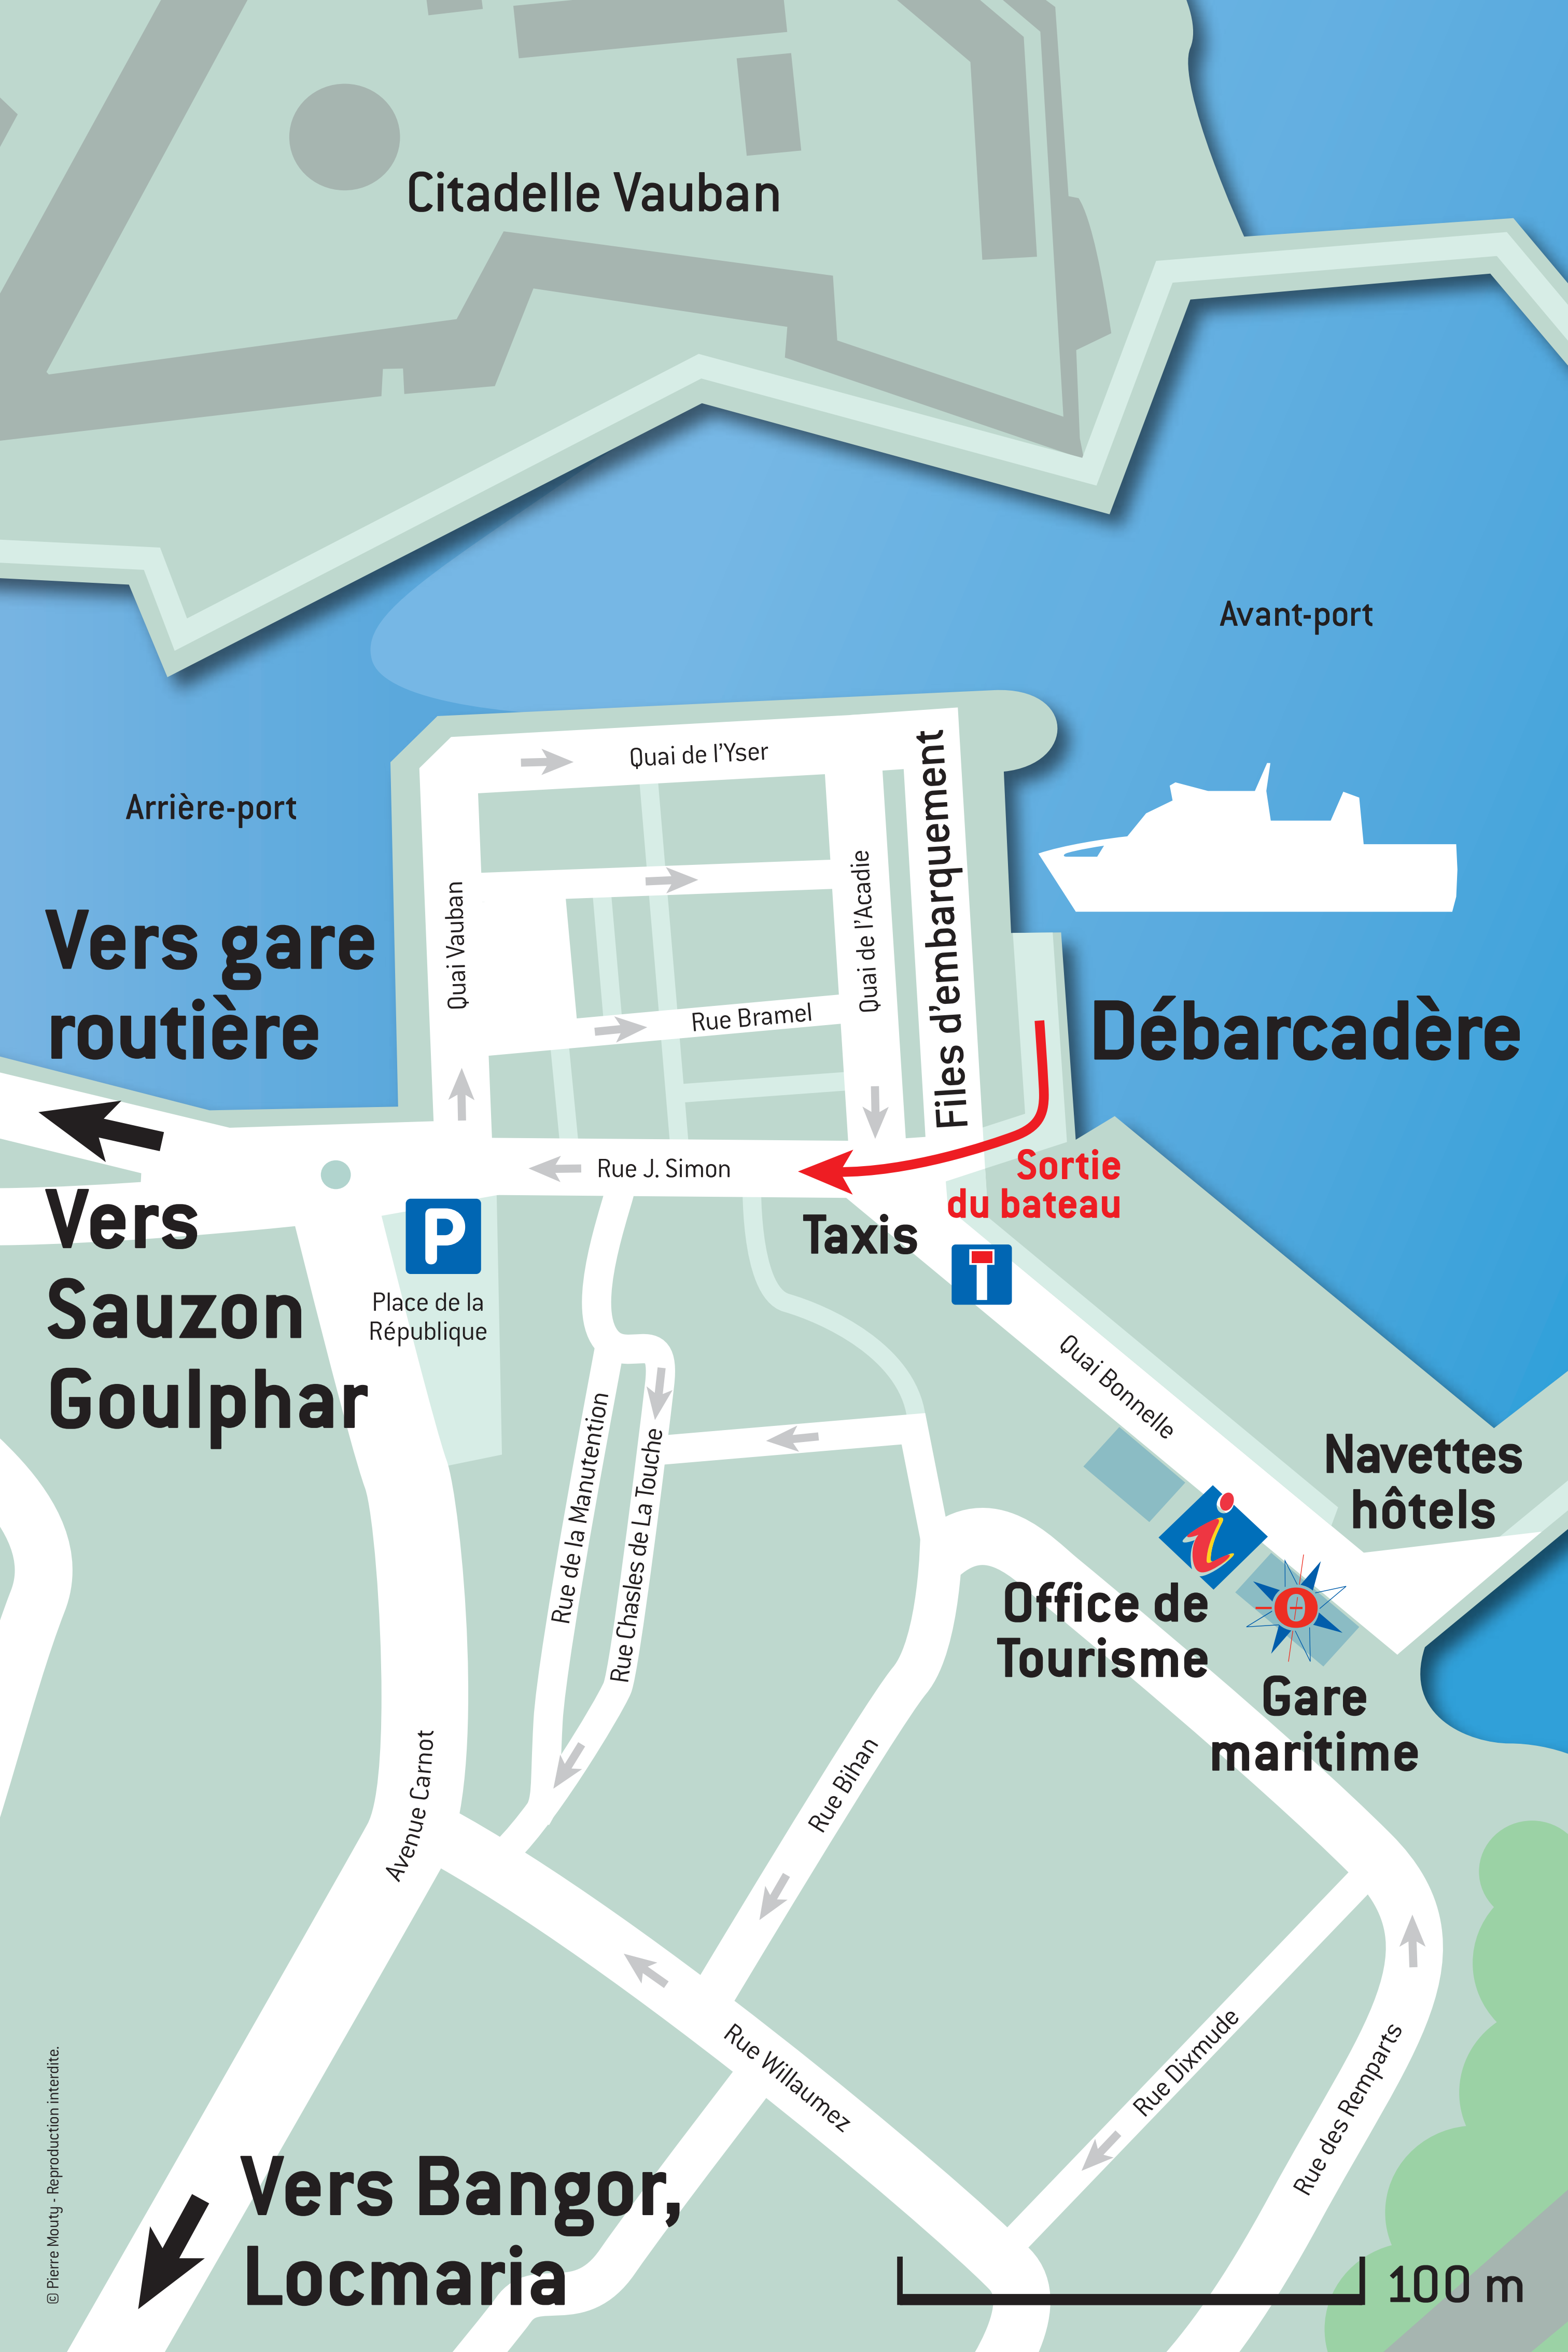 Citadelle Vauban
Avant-port
Arrière-port
Quai de l'Yser
Quai Vauban
Quai de l'Acadie
Files d'embarquement
Rue Bramel
Vers gare
routière
Débarcadère
Rue J. Simon
Sortie
du bateau
Taxis
P
Place de la
République
Vers
Sauzon
Goulphar
Quai Bonnelle
Navettes
hôtels
i
Office de
Tourisme
Gare
maritime
Rue de la Manutention
Rue Chasles de La Touche
Avenue Carnot
Rue Bihan
Rue Willaumez
Rue Dixmude
Rue des Remparts
Vers Bangor,
Locmaria
100 m
© Pierre Mouty - Reproduction interdite.